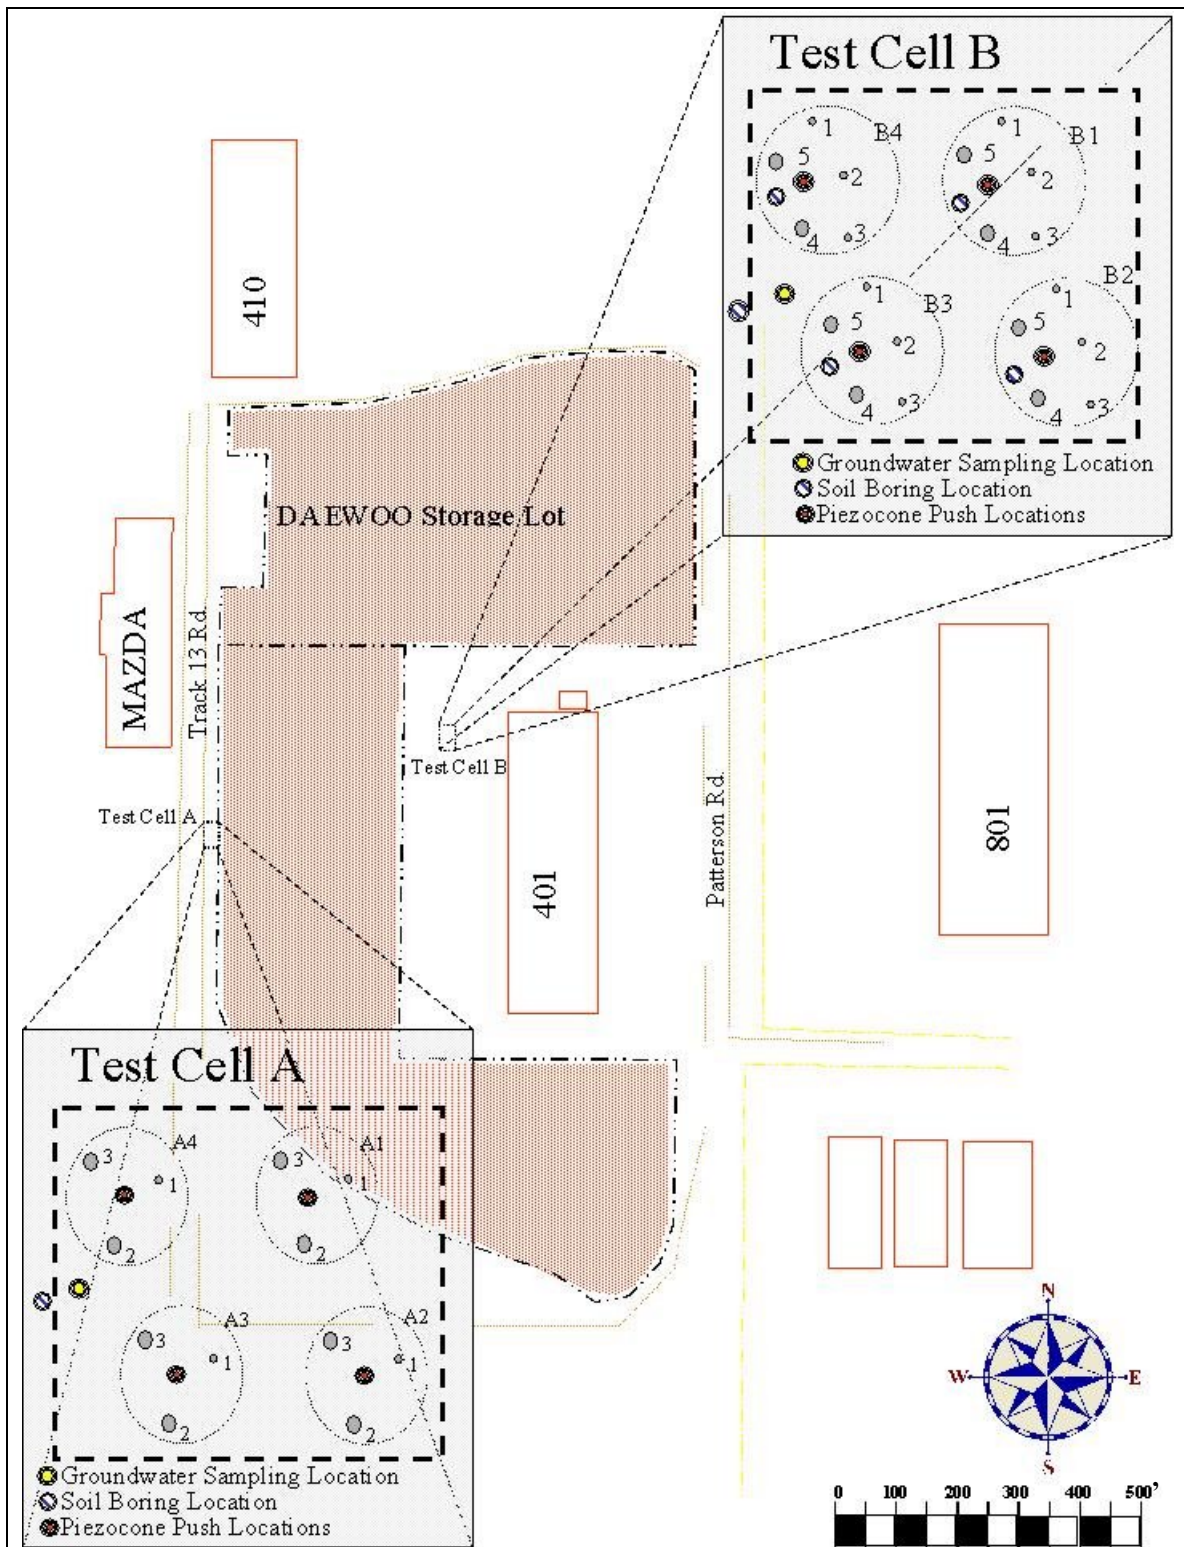 Test Cell B
1
B4
1
B1
5
5
2
2
4
3
4
3
B2
1
1
B3
5
5
2
2
4
3
4
3
Groundwater Sampling Location
Soil Boring Location
Piezocone Push Locations
410
DAEWOO Storage Lot
MAZDA
Track 13 Rd.
Test Cell B
Test Cell A
401
Patterson Rd.
801
Test Cell A
A4
A1
3
3
1
1
2
2
A3
A2
3
3
1
1
2
2
Groundwater Sampling Location
Soil Boring Location
Piezocone Push Locations
N
W
E
S
0 100 200 300 400 500'